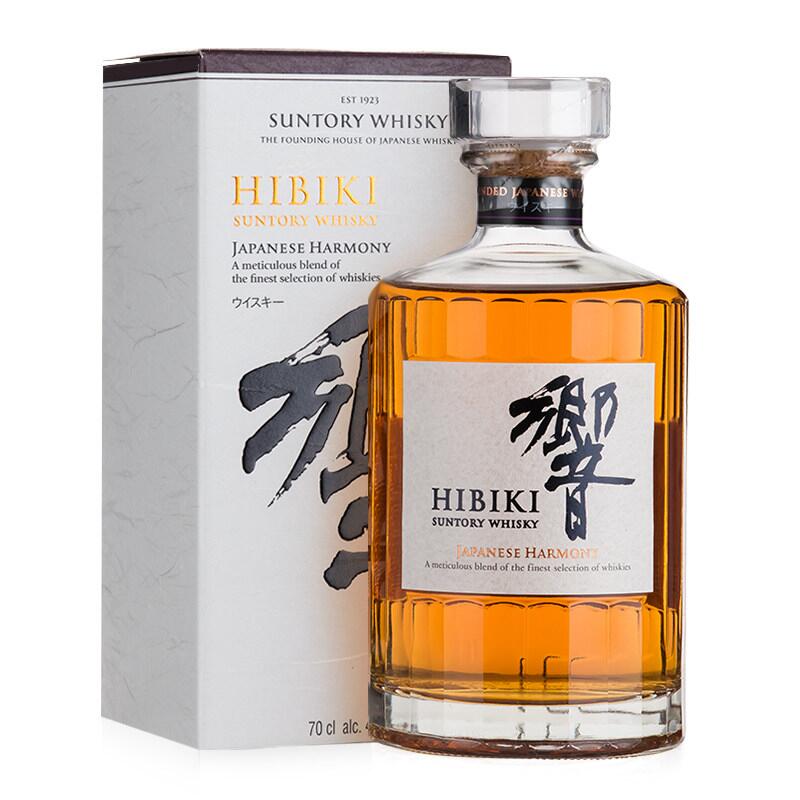 EST 1923
SUNTORY WHISKY
THE FOUNDING HOUSE OF JAPANESE
HIBIKI
SUNTORY WHISKY
JAPANESE HARMONY
A meticulous blend of
the finest selection of whiskies
ウイスキー
響
70 cl alc.
JAPANESE
ウイスキー
響
HIBIKI
SUNTORY WHISKY
JAPANESE HARMONY
A meticulous blend of the finest selection of whiskies